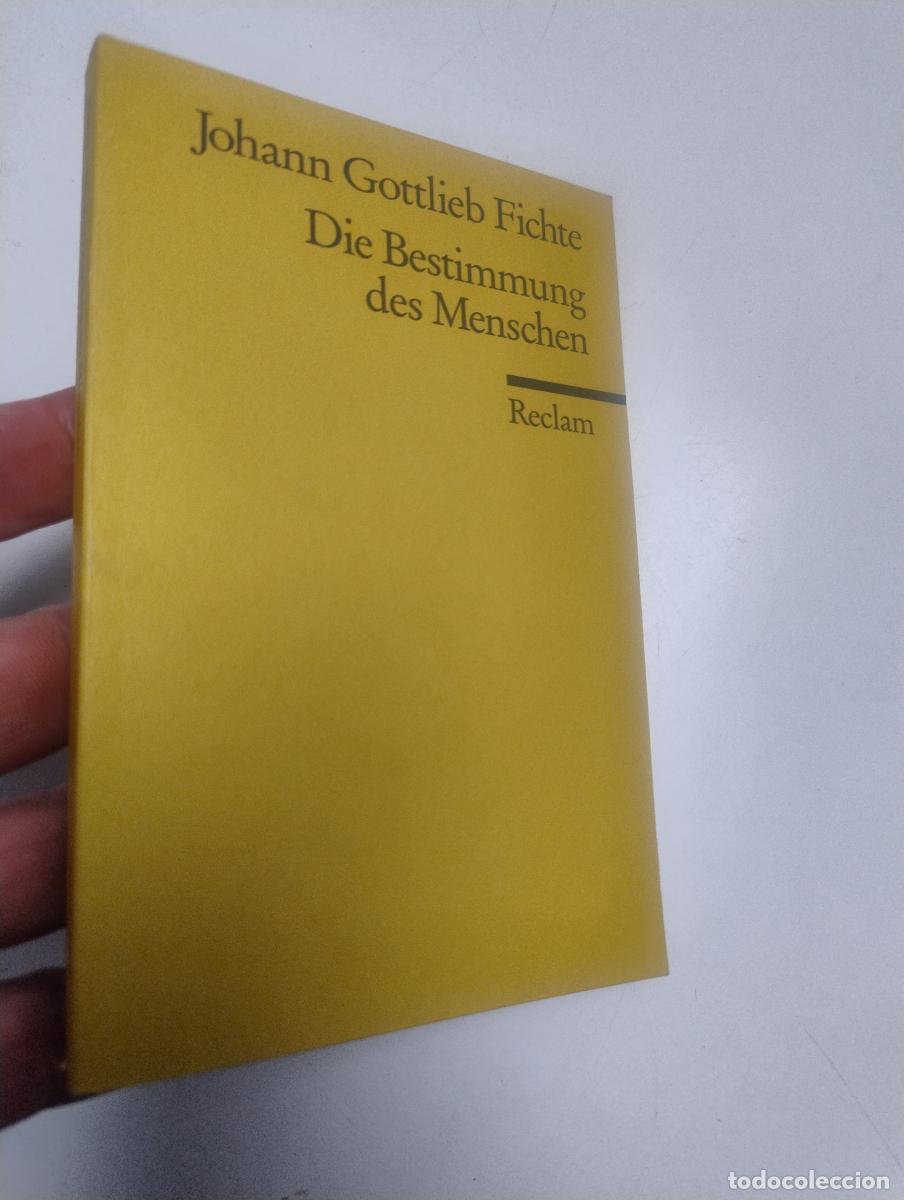 Johann Gottlieb Fichte
Die Bestimmung
des Menschen
Reclam
todocoleccion